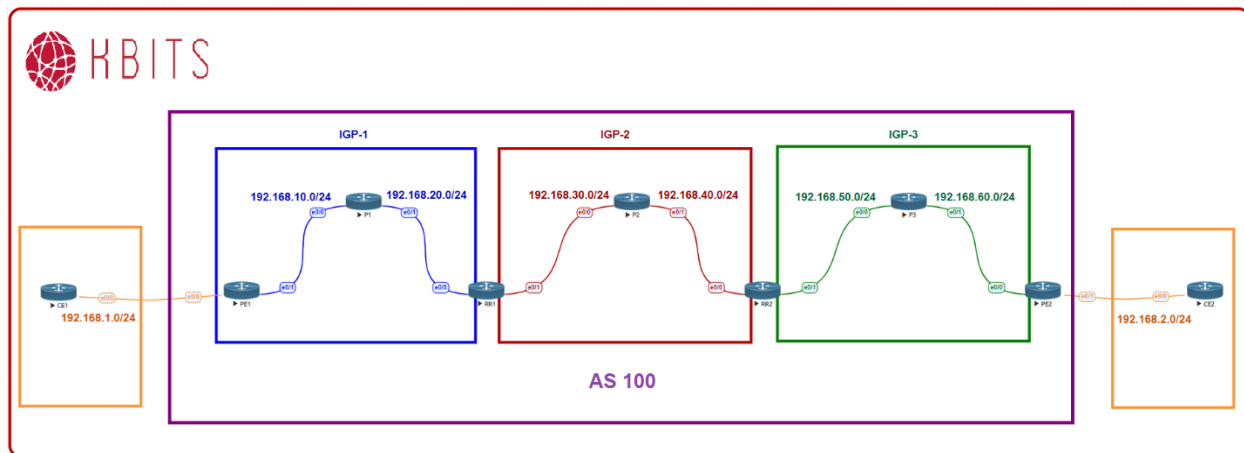 KBITS
IGP-1
IGP-2
IGP-3
192.168.10.0/24
192.168.20.0/24
192.168.30.0/24
192.168.40.0/24
192.168.50.0/24
192.168.60.0/24
e0/0
P1
e0/1
e0/0
P2
e0/1
e0/0
P3
e0/1
CE1
e0/0
e0/0
PE1
e0/1
e0/0
RR1
e0/1
e0/0
RR2
e0/1
e0/0
PE2
e0/1
e0/0
CE2
192.168.1.0/24
192.168.2.0/24
AS 100